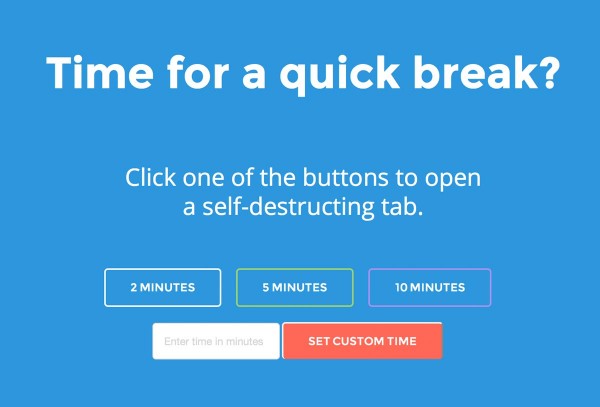 Time for a quick break?
Click one of the buttons to open
a self-destructing tab.
2 MINUTES
5 MINUTES
10 MINUTES
Enter time in minutes
SET CUSTOM TIME